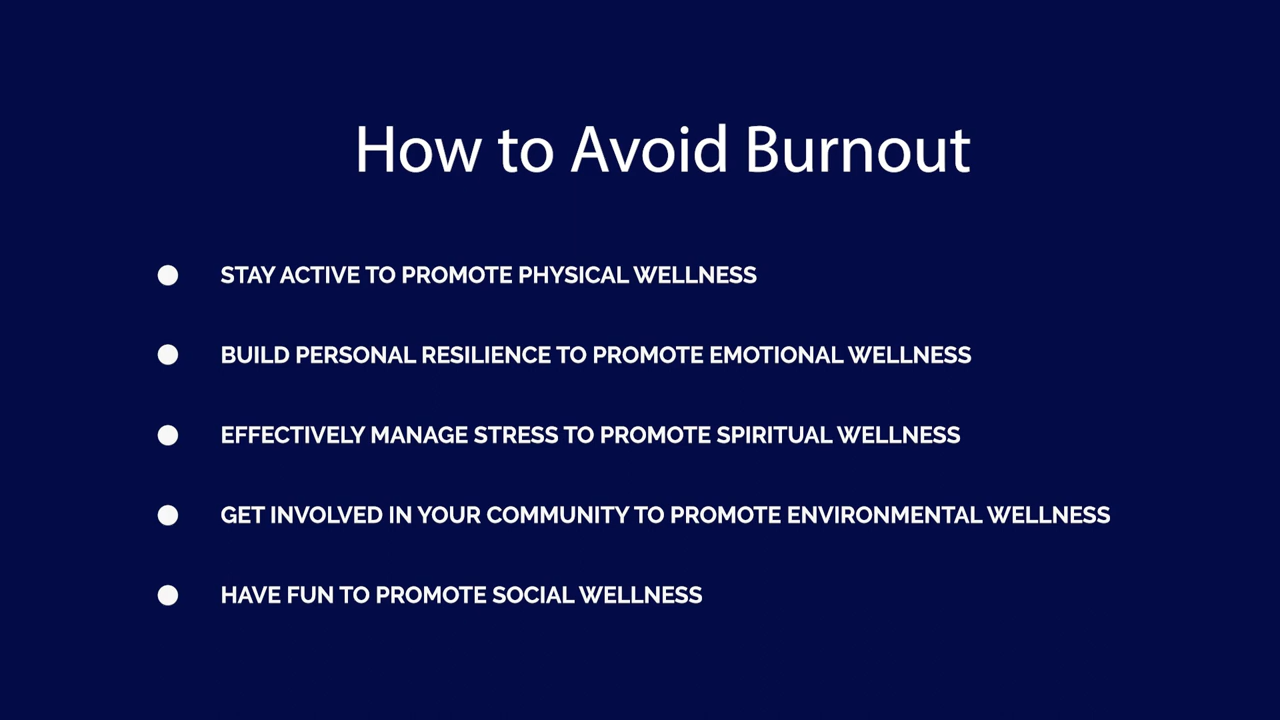 How to Avoid Burnout
STAY ACTIVE TO PROMOTE PHYSICAL WELLNESS
BUILD PERSONAL RESILIENCE TO PROMOTE EMOTIONAL WELLNESS
EFFECTIVELY MANAGE STRESS TO PROMOTE SPIRITUAL WELLNESS
GET INVOLVED IN YOUR COMMUNITY TO PROMOTE ENVIRONMENTAL WELLNESS
HAVE FUN TO PROMOTE SOCIAL WELLNESS